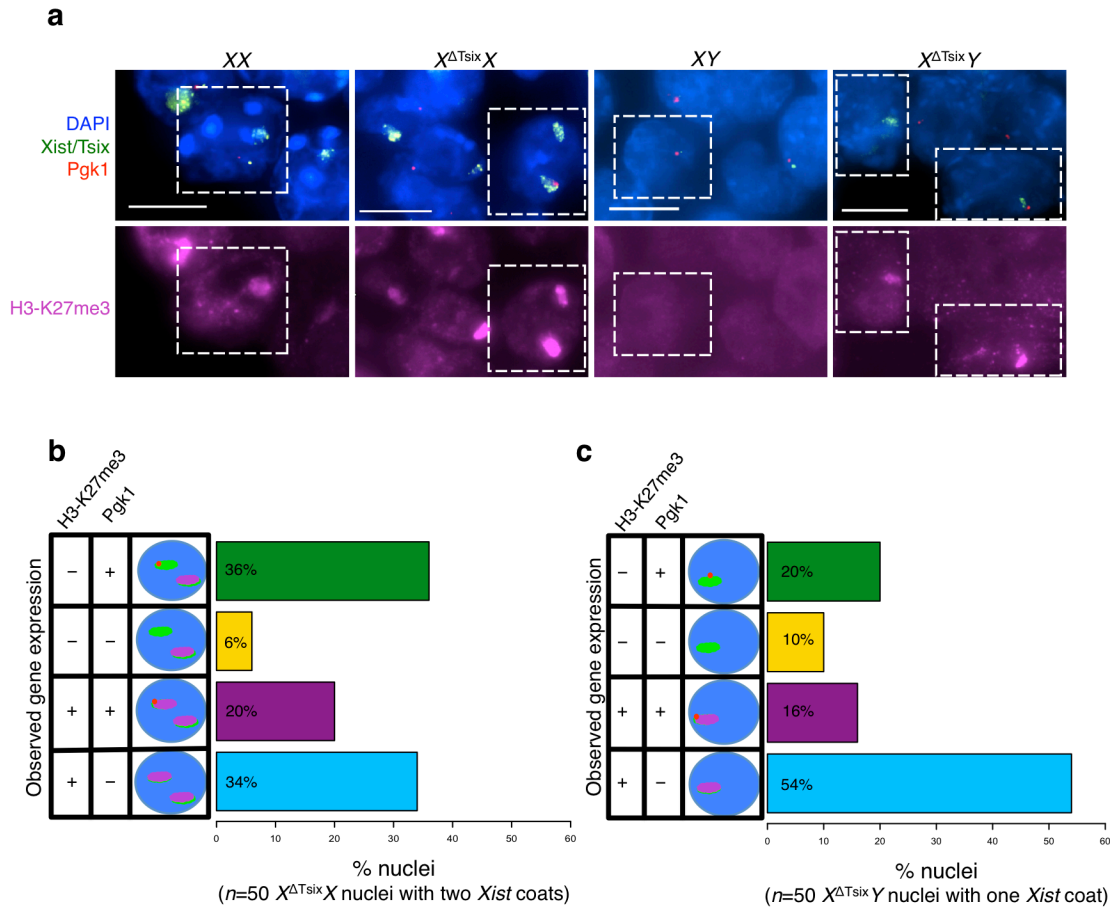 a
XX
X^ΔTsix X
XY
X^ΔTsix Y
DAPI
Xist/Tsix
Pgk1
H3-K27me3
b
H3-K27me3
Pgk1
Observed gene expression
− +
36%
− −
6%
+ +
20%
+ −
34%
0 10 20 30 40 50 60
% nuclei
(n=50 X^ΔTsix X nuclei with two Xist coats)
c
H3-K27me3
Pgk1
Observed gene expression
− +
20%
− −
10%
+ +
16%
+ −
54%
0 10 20 30 40 50 60
% nuclei
(n=50 X^ΔTsix Y nuclei with one Xist coat)